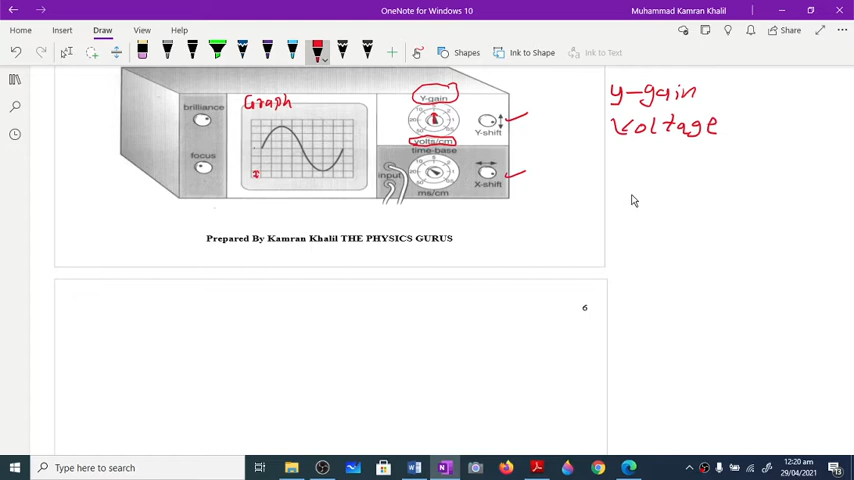 OneNote for Windows 10
Muhammad Kamran Khalil
Home
Insert
Draw
View
Help
Share
Shapes
Ink to Shape
Ink to Text
brilliance
focus
Graph
Y-gain
volts/cm
time-base
ms/cm
input
Y-shift
X-shift
y-gain
Voltage
Prepared By Kamran Khalil THE PHYSICS GURUS
6
Type here to search
12:20 am
29/04/2021